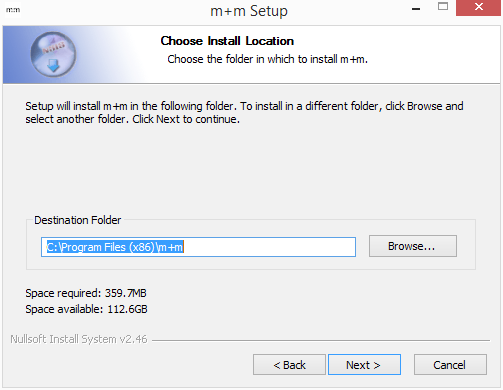 mm
m+m Setup
Choose Install Location
Choose the folder in which to install m+m.
Setup will install m+m in the following folder. To install in a different folder, click Browse and
select another folder. Click Next to continue.
Destination Folder
C:\Program Files (x86)\m+m
Browse...
Space required: 359.7MB
Space available: 112.6GB
Nullsoft Install System v2.46
< Back
Next >
Cancel